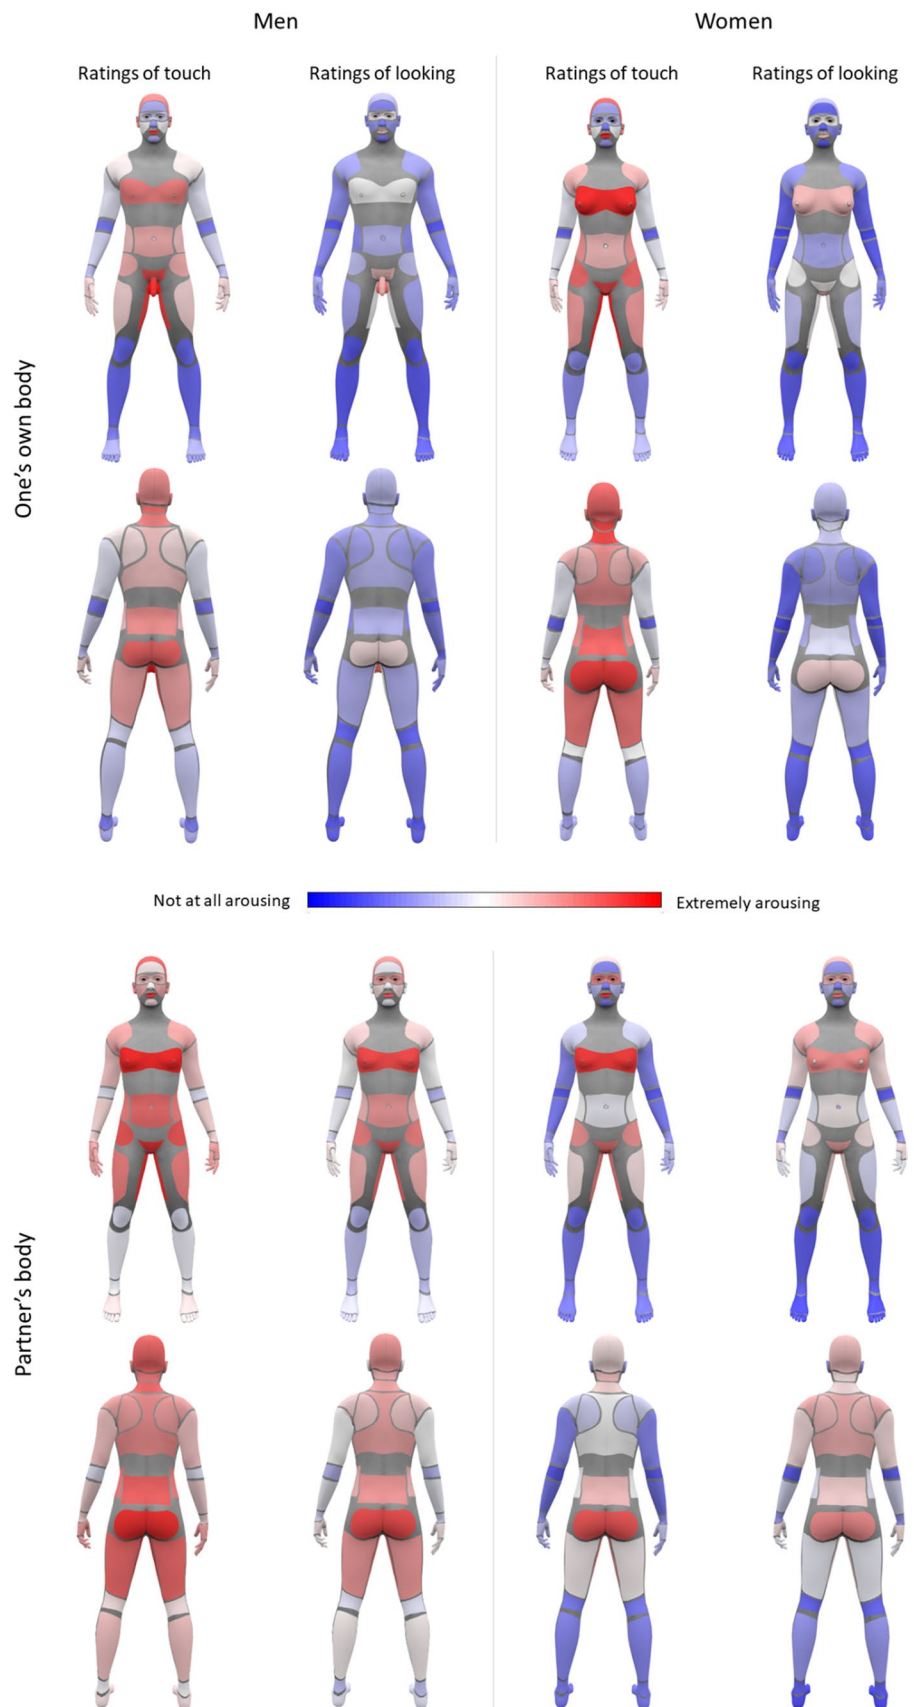 Men
Women
Ratings of touch
Ratings of looking
Ratings of touch
Ratings of looking
One's own body
Not at all arousing
Extremely arousing
Partner's body